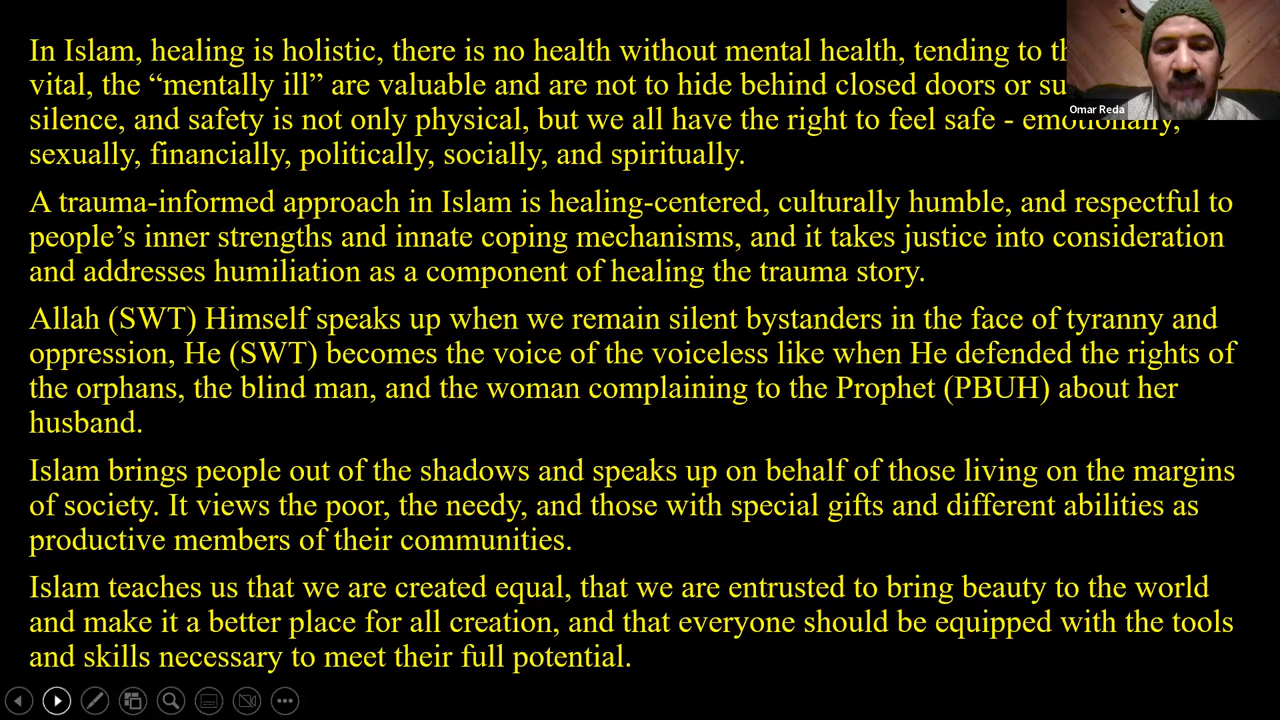 In Islam, healing is holistic, there is no health without mental health, tending to
vital, the “mentally ill” are valuable and are not to hide behind closed doors or
Omar Reda
silence, and safety is not only physical, but we all have the right to feel safe - emotionally,
sexually, financially, politically, socially, and spiritually.
A trauma-informed approach in Islam is healing-centered, culturally humble, and respectful to
people’s inner strengths and innate coping mechanisms, and it takes justice into consideration
and addresses humiliation as a component of healing the trauma story.
Allah (SWT) Himself speaks up when we remain silent bystanders in the face of tyranny and
oppression, He (SWT) becomes the voice of the voiceless like when He defended the rights of
the orphans, the blind man, and the woman complaining to the Prophet (PBUH) about her
husband.
Islam brings people out of the shadows and speaks up on behalf of those living on the margins
of society. It views the poor, the needy, and those with special gifts and different abilities as
productive members of their communities.
Islam teaches us that we are created equal, that we are entrusted to bring beauty to the world
and make it a better place for all creation, and that everyone should be equipped with the tools
and skills necessary to meet their full potential.